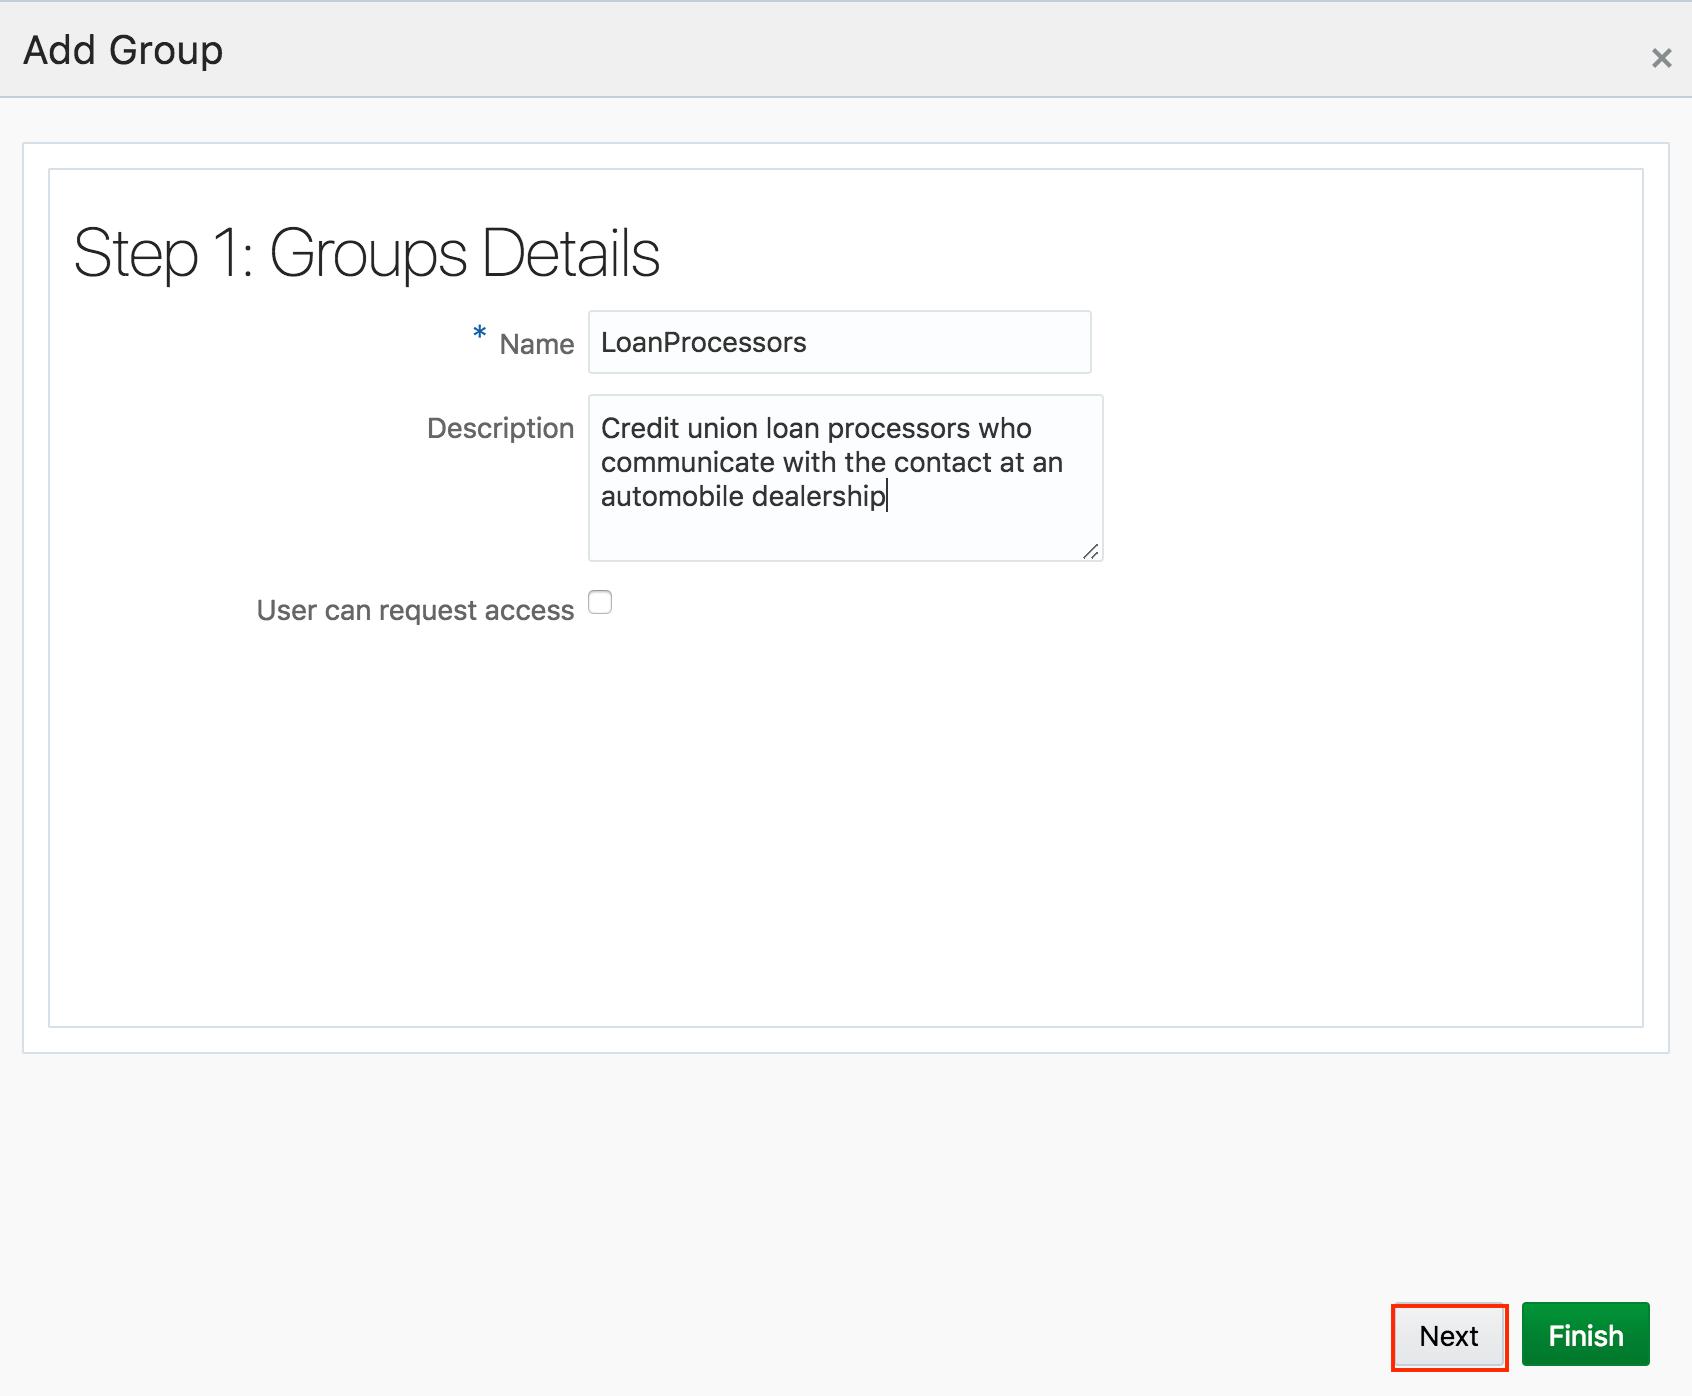 Add Group
×
Step 1: Groups Details
* Name
LoanProcessors
Description
Credit union loan processors who
communicate with the contact at an
automobile dealership
User can request access
Next
Finish